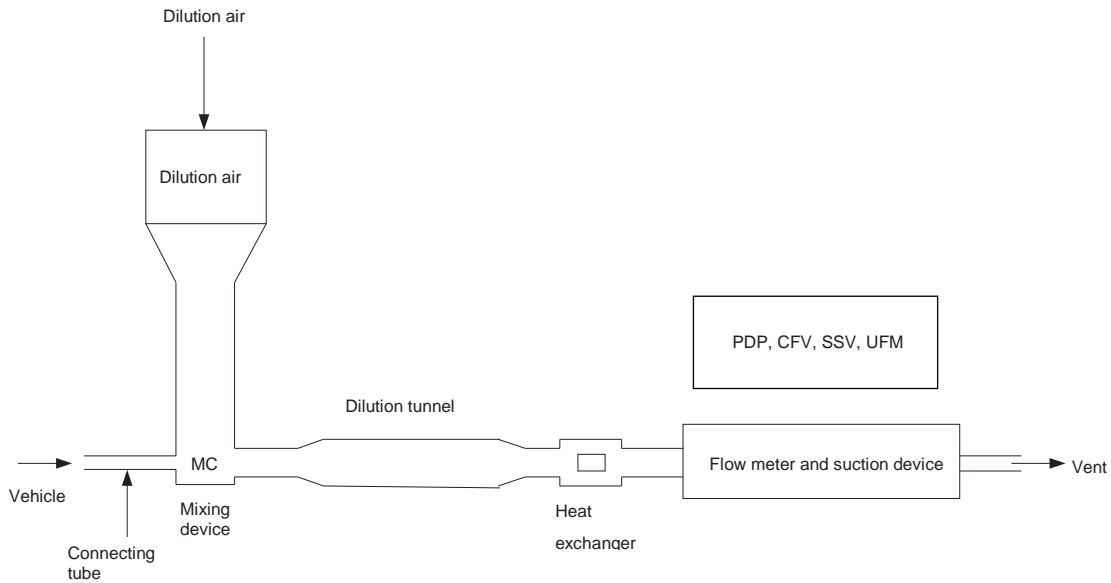 Dilution air
Dilution air
PDP, CFV, SSV, UFM
Dilution tunnel
MC
Flow meter and suction device
Vent
Vehicle
Mixing
device
Heat
exchanger
Connecting
tube